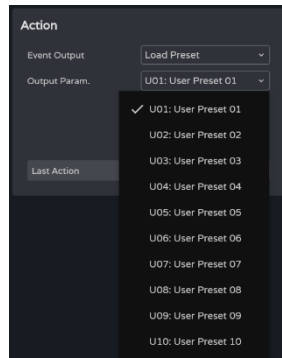 Action
Event Output
Load Preset
Output Param.
U01: User Preset 01
U01: User Preset 01
U02: User Preset 02
U03: User Preset 03
Last Action
U04: User Preset 04
U05: User Preset 05
U06: User Preset 06
U07: User Preset 07
U08: User Preset 08
U09: User Preset 09
U10: User Preset 10